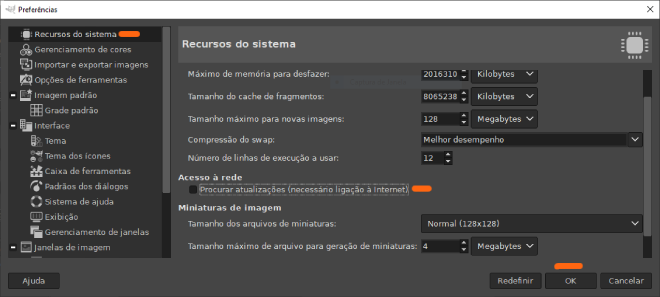 Preferências
Recursos do sistema
Gerenciamento de cores
Importar e exportar imagens
Opções de ferramentas
Imagem padrão
Grade padrão
Interface
Tema
Tema dos ícones
Caixa de ferramentas
Padrões dos diálogos
Sistema de ajuda
Exibição
Gerenciamento de janelas
Janelas de imagem
Recursos do sistema
Máximo de memória para desfazer: 2016310 Kilobytes
Tamanho do cache de fragmentos: 8065238 Kilobytes
Tamanho máximo para novas imagens: 128 Megabytes
Compressão do swap: Melhor desempenho
Número de linhas de execução a usar: 12
Acesso à rede
Procurar atualizações (necessário ligação à internet)
Miniaturas de imagem
Tamanho dos arquivos de miniaturas: Normal (128x128)
Tamanho máximo de arquivo para geração de miniaturas: 4 Megabytes
Ajuda Redefinir OK Cancelar